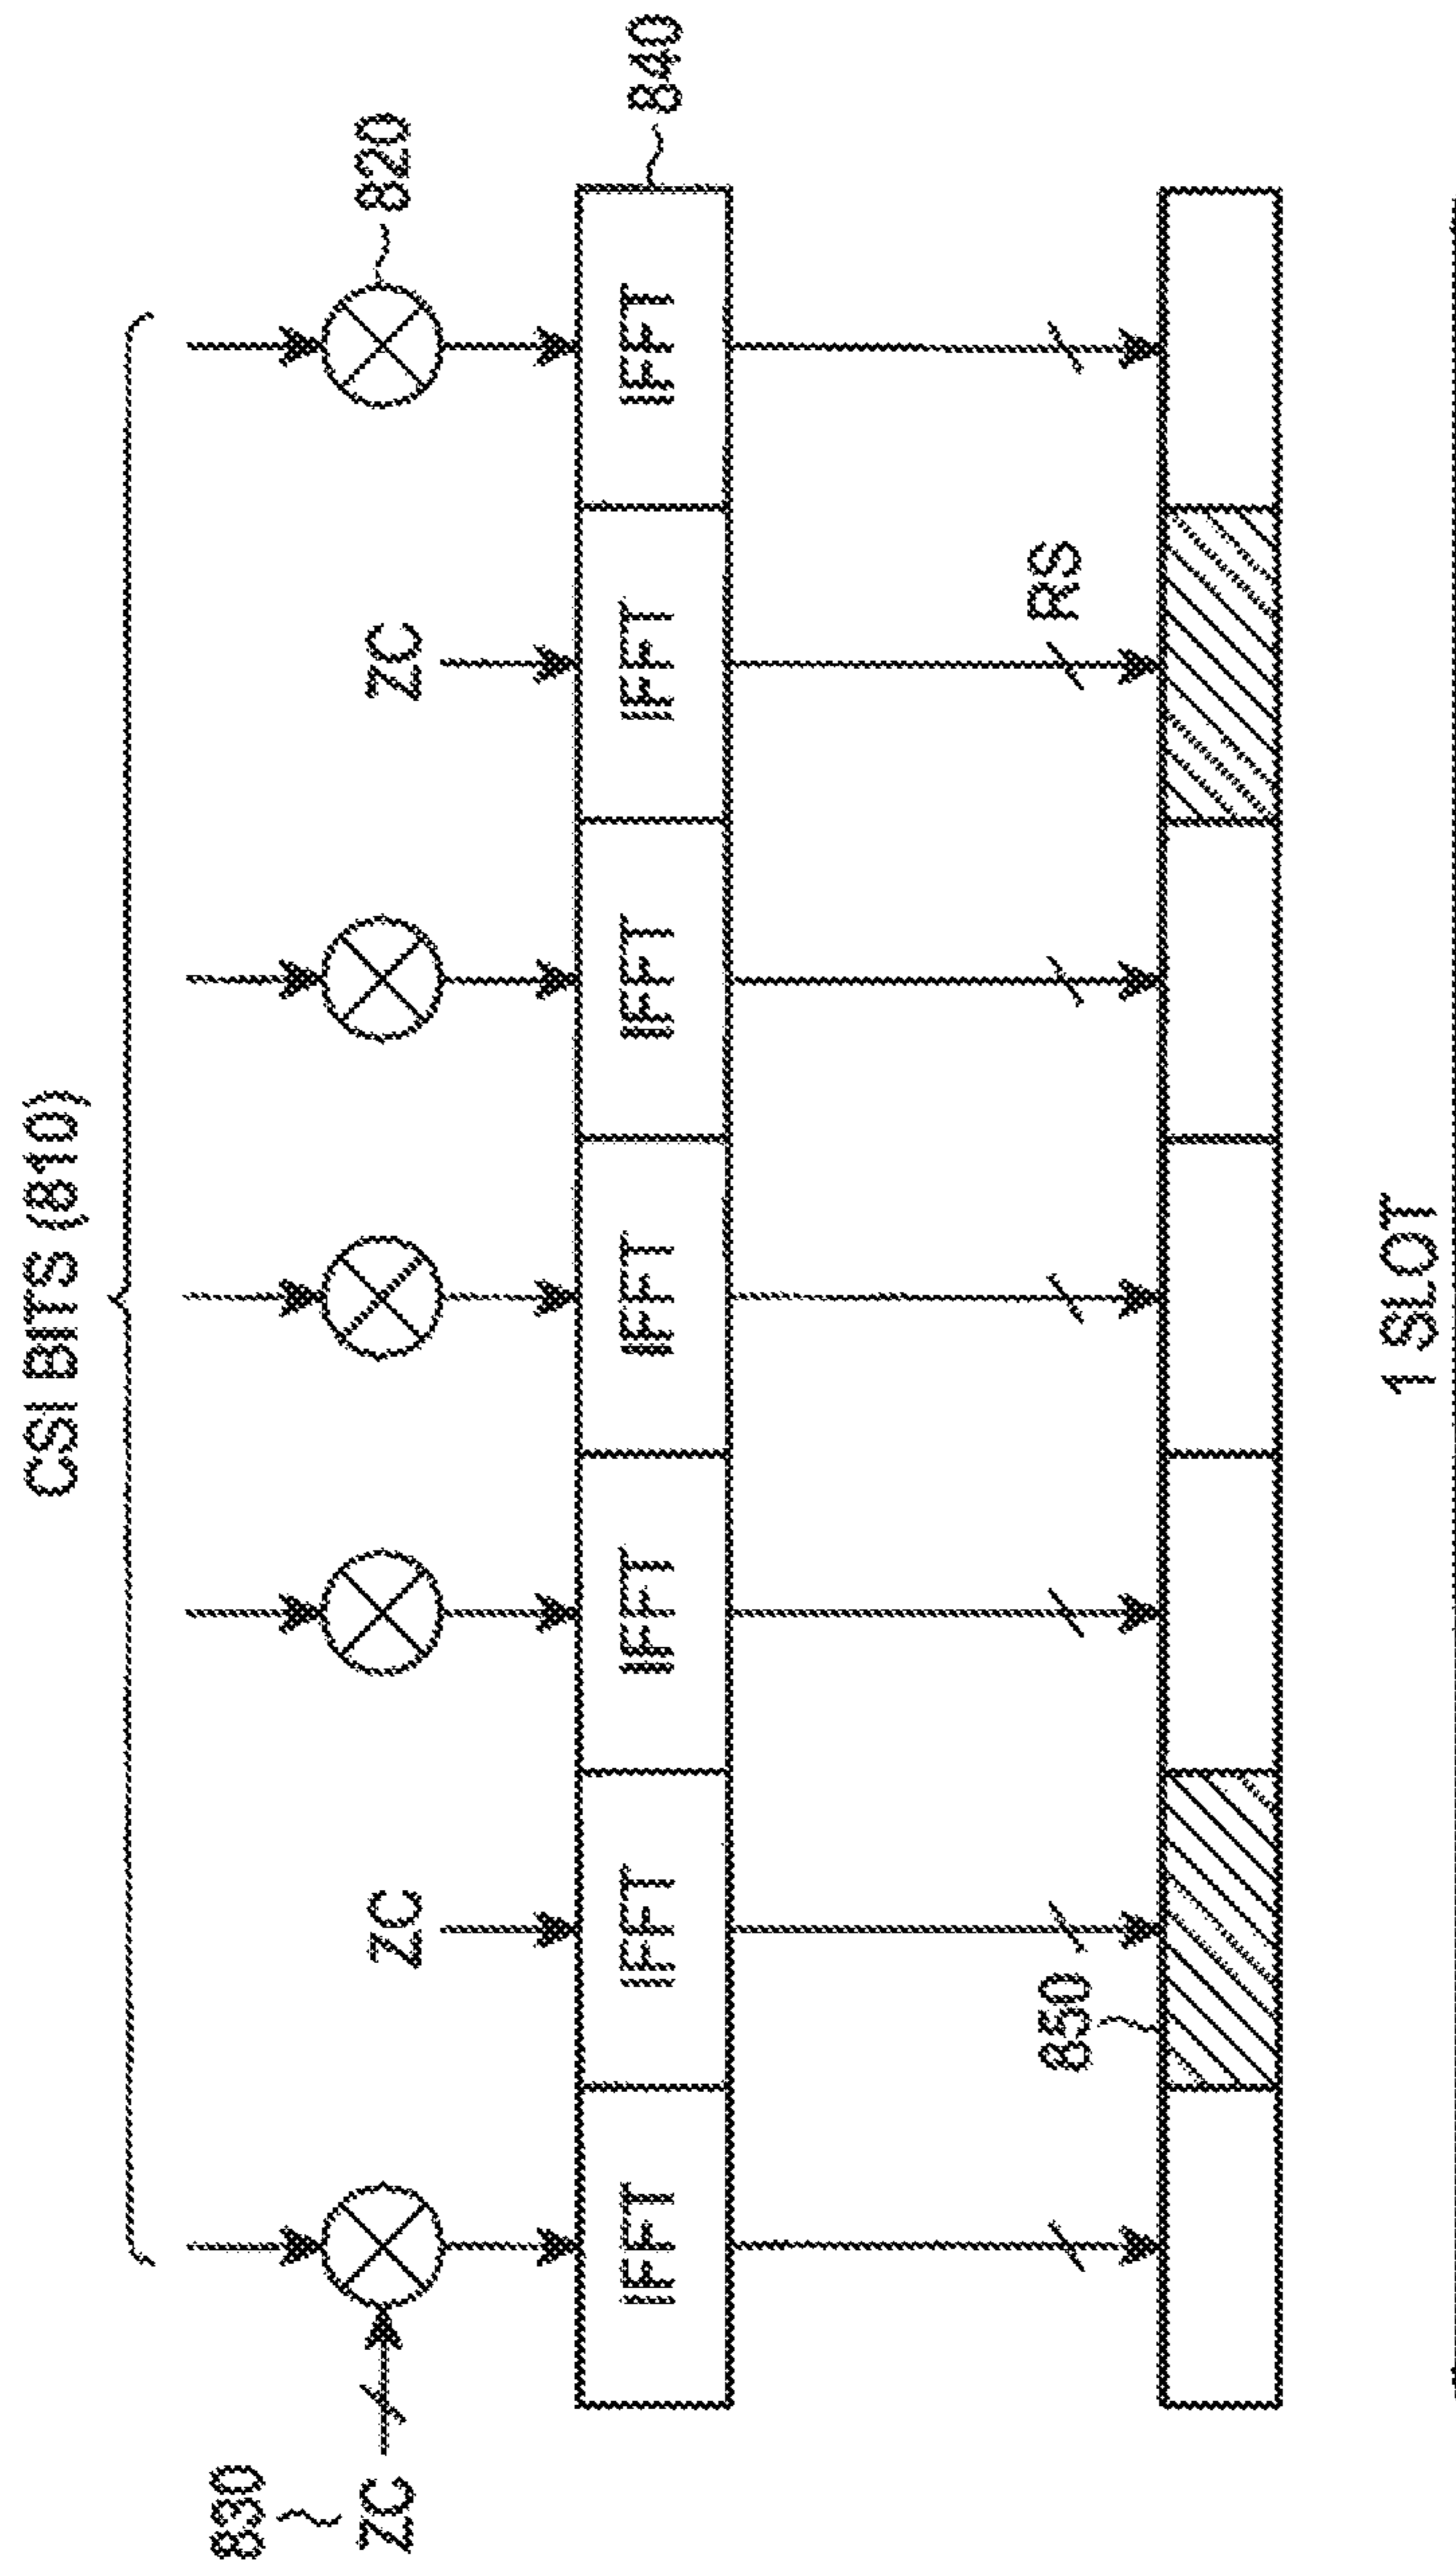 CSI BITS (810)
820
830
ZC
ZC
ZC
IFFT
IFFT
IFFT
IFFT
IFFT
IFFT
IFFT
840
850
RS
1 SLOT